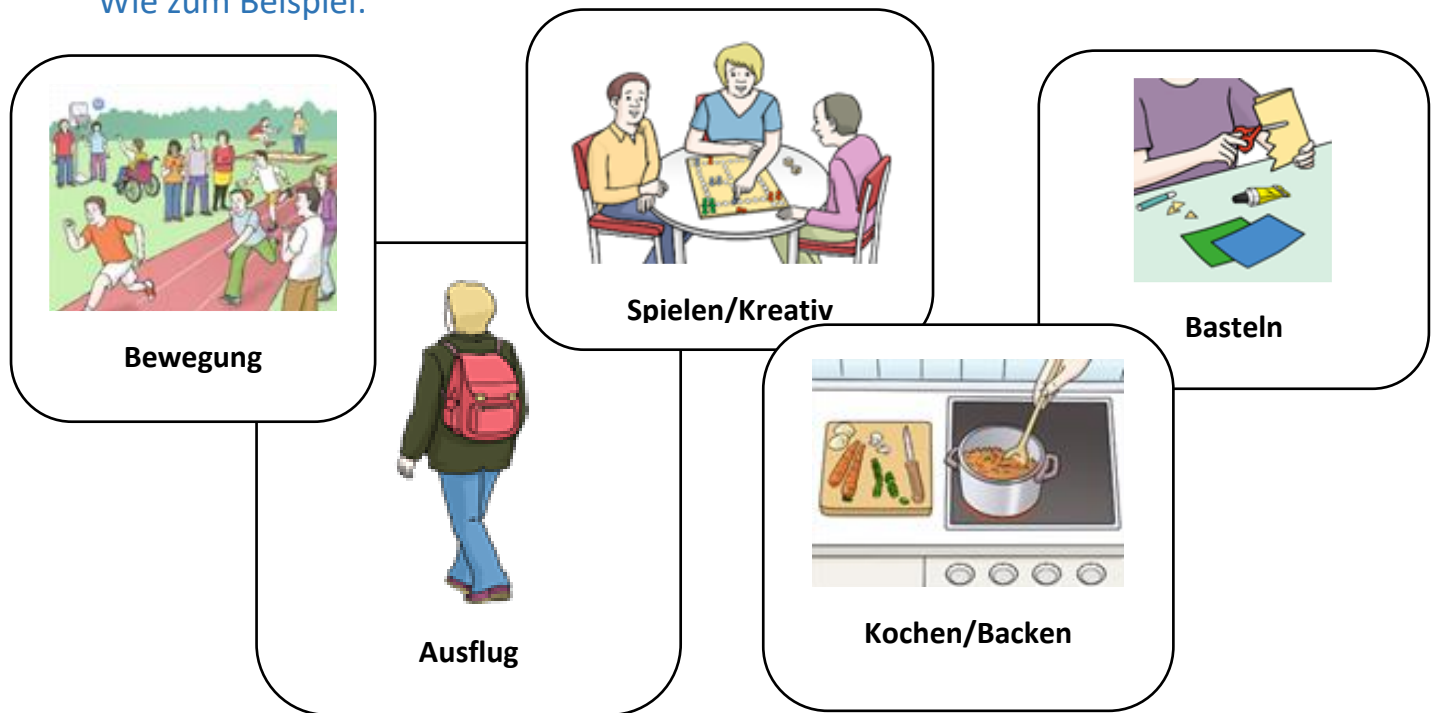 Wie zum Beispiel:
Bewegung
Spielen/Kreativ
Basteln
Ausflug
Kochen/Backen